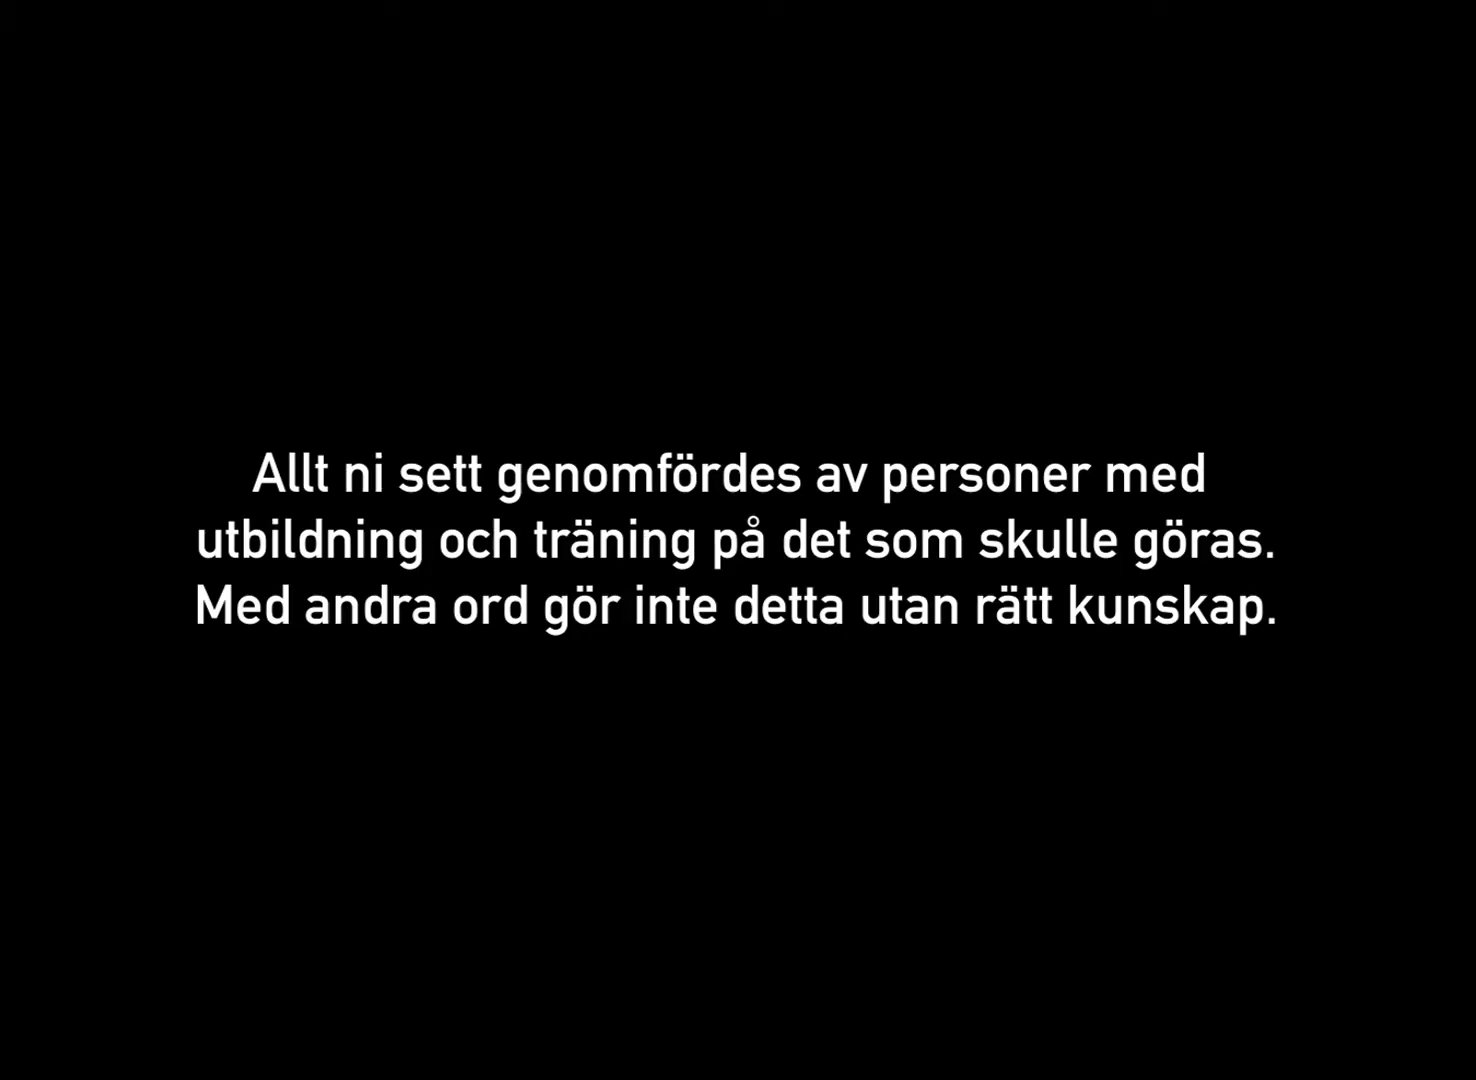 Allt ni sett genomfördes av personer med
utbildning och träning på det som skulle göras.
Med andra ord gör inte detta utan rätt kunskap.